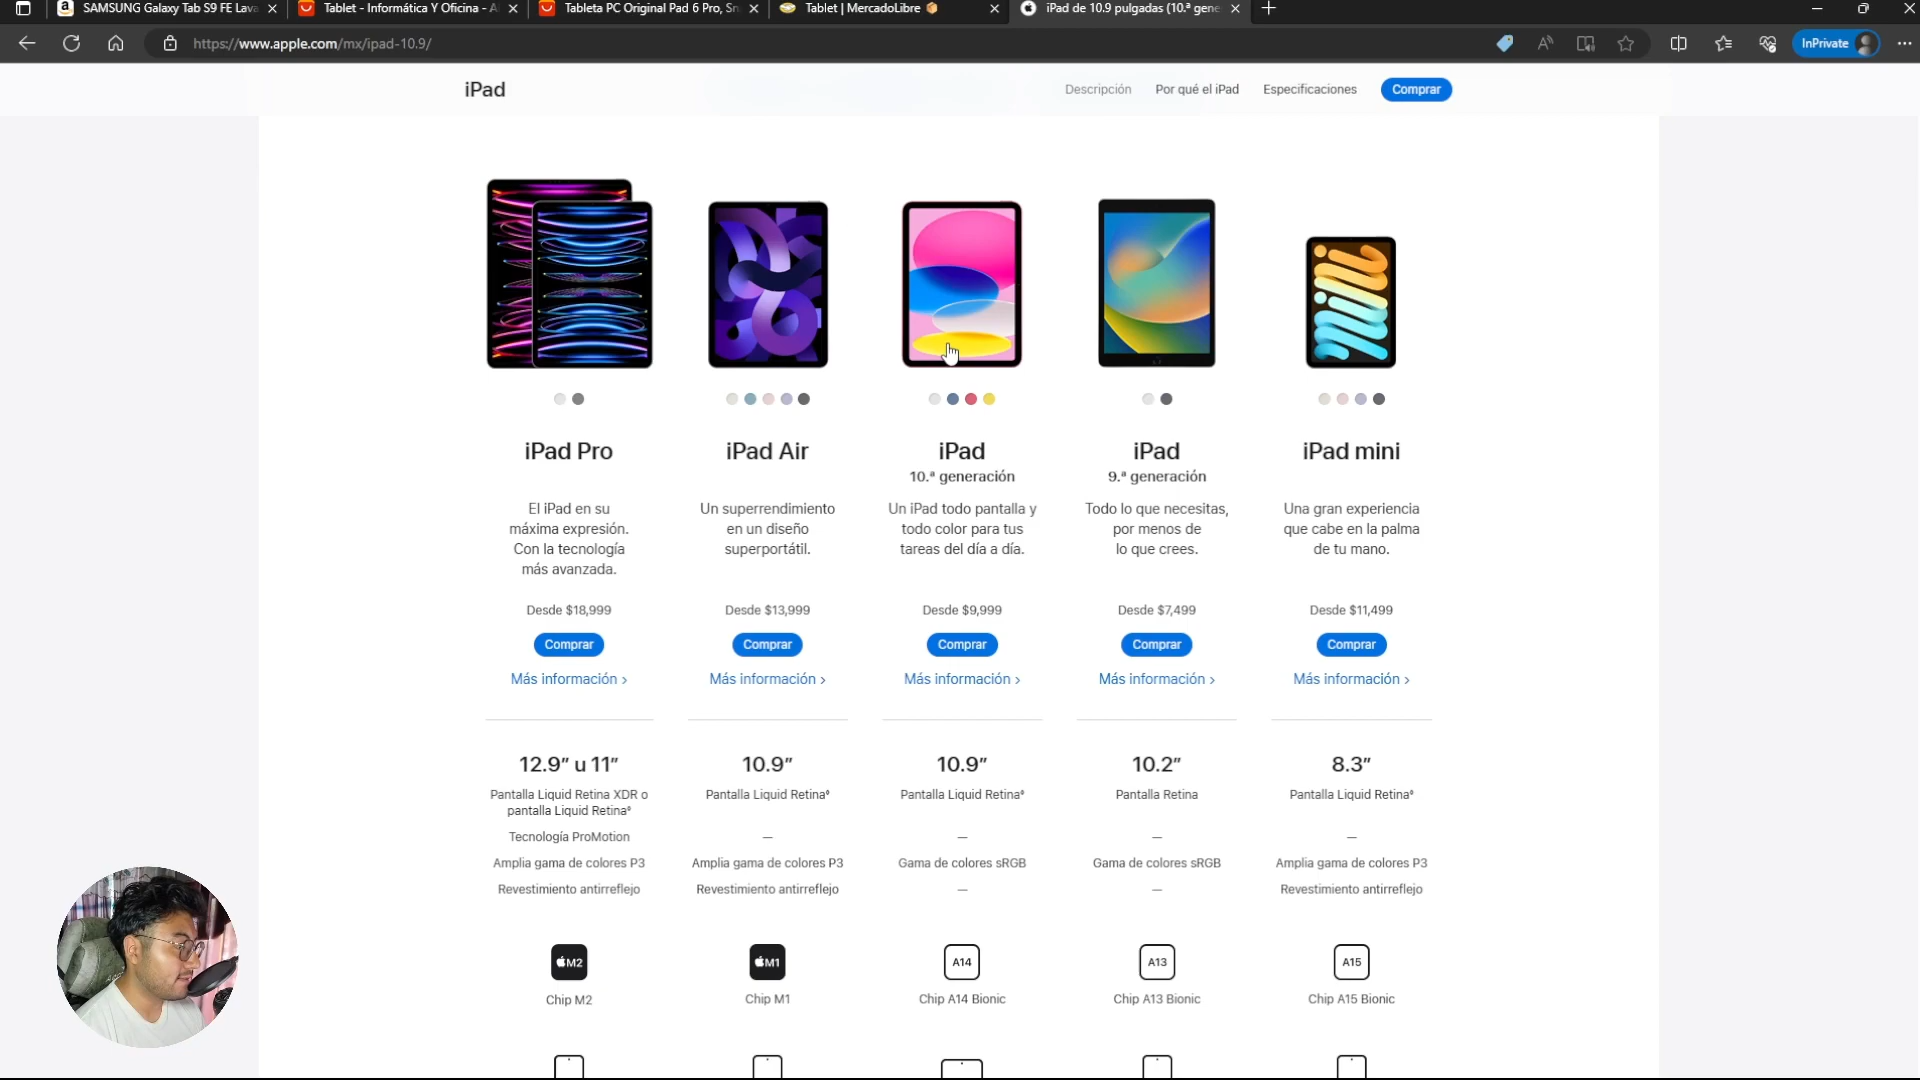 SAMSUNG Galaxy Tab S9 FE Lava
Tablet - Informática Y Oficina - A
Tableta PC Original Pad 6 Pro, Sn
Tablet | MercadoLibre
iPad de 10.9 pulgadas (10.ª gene
https://www.apple.com/mx/ipad-10.9/
InPrivate
iPad
Descripción
Por qué el iPad
Especificaciones
Comprar
iPad Pro
iPad Air
iPad
iPad
iPad mini
10.ª generación
9.ª generación
El iPad en su
máxima expresión.
Con la tecnología
más avanzada.
Un superrendimiento
en un diseño
superportátil.
Un iPad todo pantalla y
todo color para tus
tareas del día a día.
Todo lo que necesitas,
por menos de
lo que crees.
Una gran experiencia
que cabe en la palma
de tu mano.
Desde $18,999
Desde $13,999
Desde $9,999
Desde $7,499
Desde $11,499
Comprar
Comprar
Comprar
Comprar
Comprar
Más información >
Más información >
Más información >
Más información >
Más información >
12.9” u 11”
10.9”
10.9”
10.2”
8.3”
Pantalla Liquid Retina XDR o
pantalla Liquid Retina◊
Pantalla Liquid Retina◊
Pantalla Liquid Retina◊
Pantalla Retina
Pantalla Liquid Retina◊
Tecnología ProMotion
—
—
—
—
Amplia gama de colores P3
Amplia gama de colores P3
Gama de colores sRGB
Gama de colores sRGB
Amplia gama de colores P3
Revestimiento antirreflejo
Revestimiento antirreflejo
—
—
Revestimiento antirreflejo
M2
M1
A14
A13
A15
Chip M2
Chip M1
Chip A14 Bionic
Chip A13 Bionic
Chip A15 Bionic